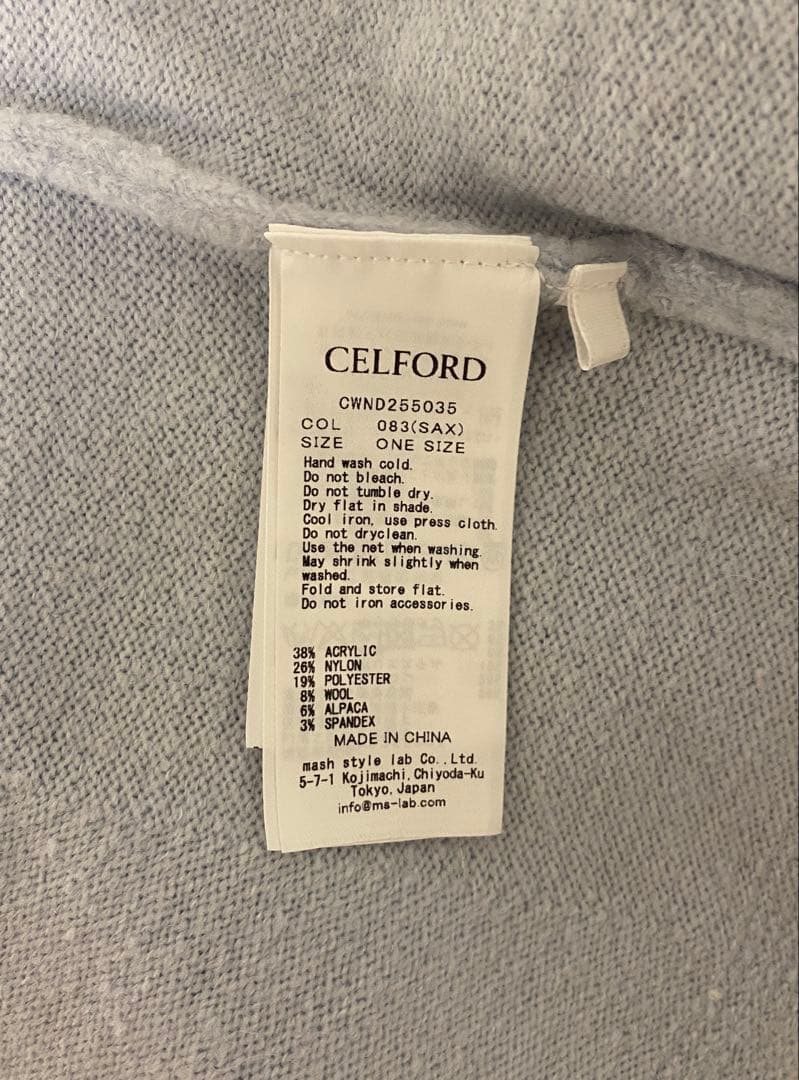 CELFORD
CWND255035
COL 083(SAX)
SIZE ONE SIZE
Hand wash cold.
Do not bleach.
Do not tumble dry.
Dry flat in shade.
Cool iron, use press cloth.
Do not dryclean.
Use the net when washing.
May shrink slightly when
washed.
Fold and store flat.
Do not iron accessories.
38% ACRYLIC
26% NYLON
19% POLYESTER
8% WOOL
6% ALPACA
3% SPANDEX
MADE IN CHINA
mash style lab Co.,Ltd.
5-7-1 Kojimachi,Chiyoda-Ku
Tokyo,Japan
info@ms-lab.com